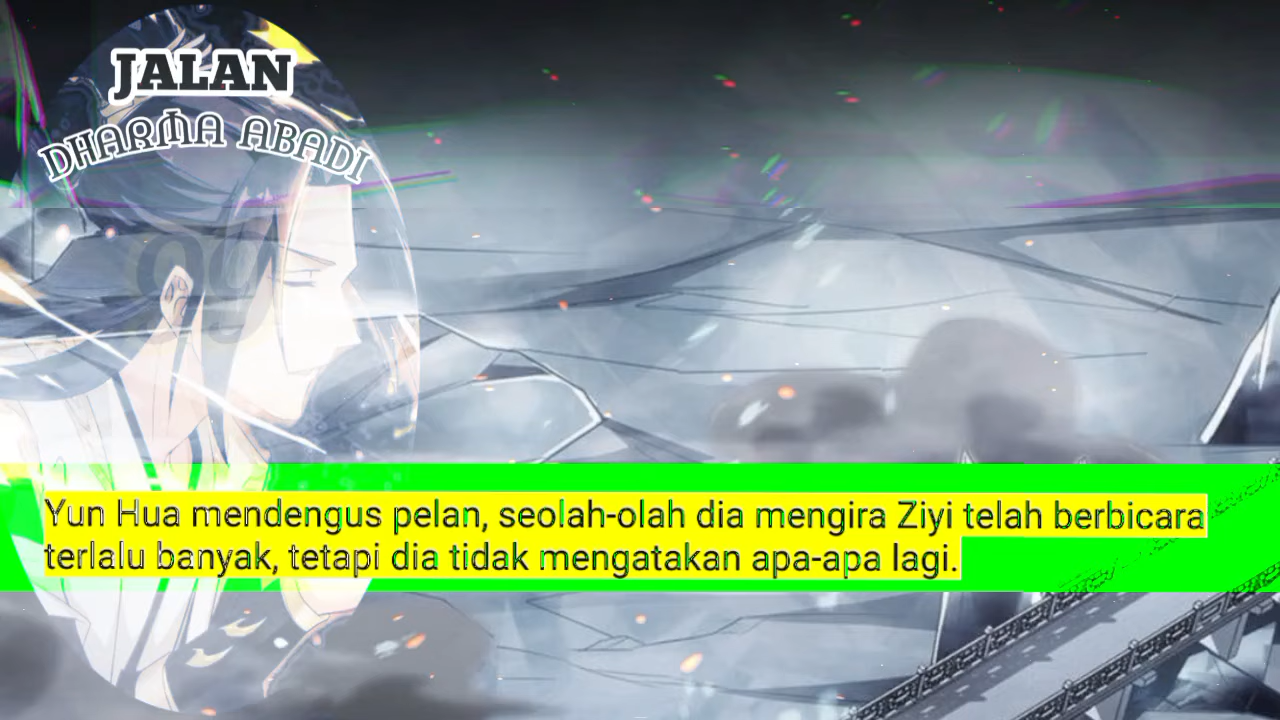 JALAN
DHARMA ABADI
99
Yun Hua mendengus pelan, seolah-olah dia mengira Ziyi telah berbicara
terlalu banyak, tetapi dia tidak mengatakan apa-apa lagi.